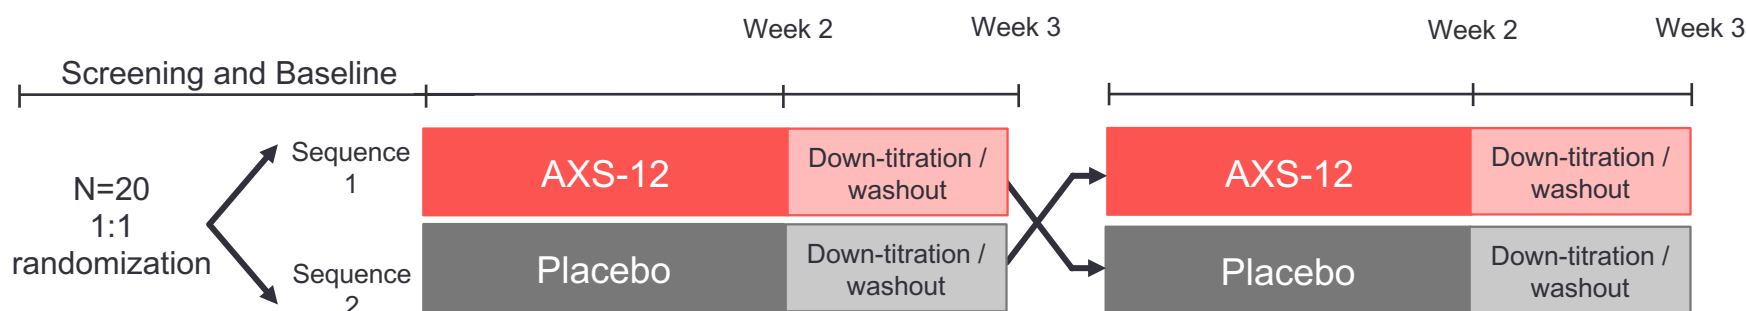 Week 2
Week 3
Week 2
Week 3
Screening and Baseline
N=20
1:1
randomization
Sequence
1
Sequence
2
AXS-12
Down-titration /
washout
Placebo
Down-titration /
washout
AXS-12
Down-titration /
washout
Placebo
Down-titration /
washout